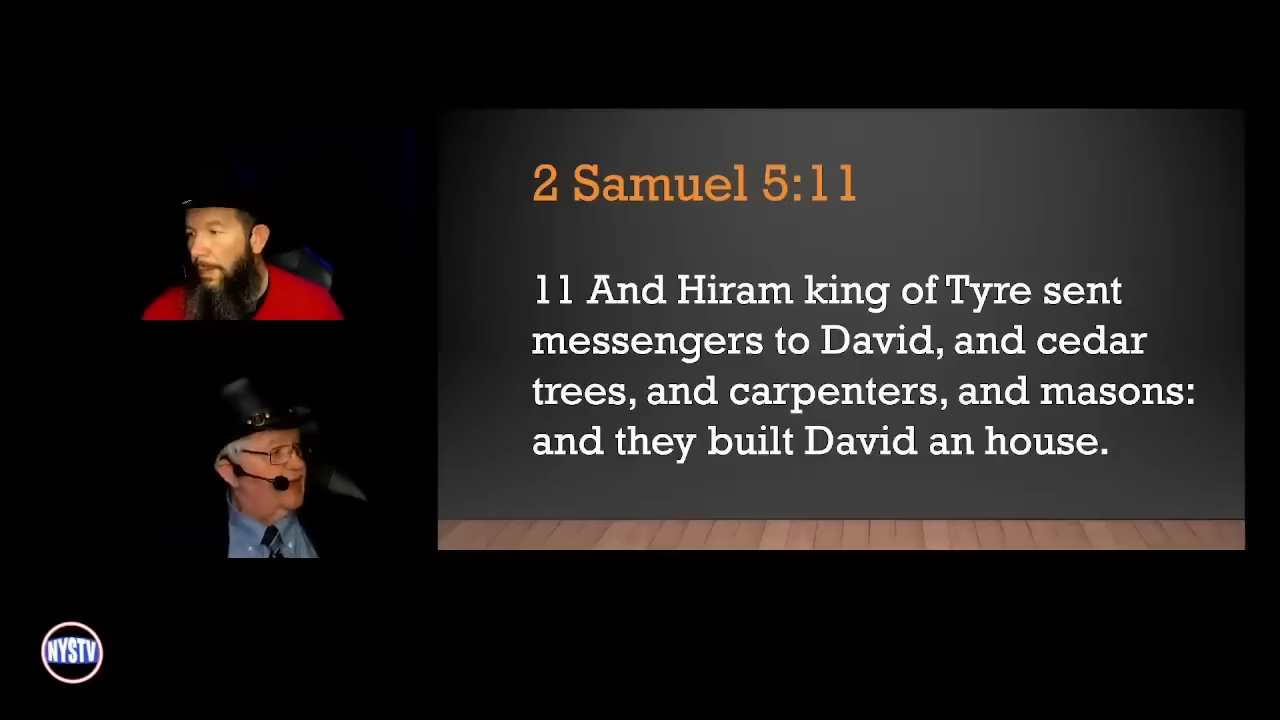 2 Samuel 5:11
11 And Hiram king of Tyre sent
messengers to David, and cedar
trees, and carpenters, and masons:
and they built David an house.
NYSTV